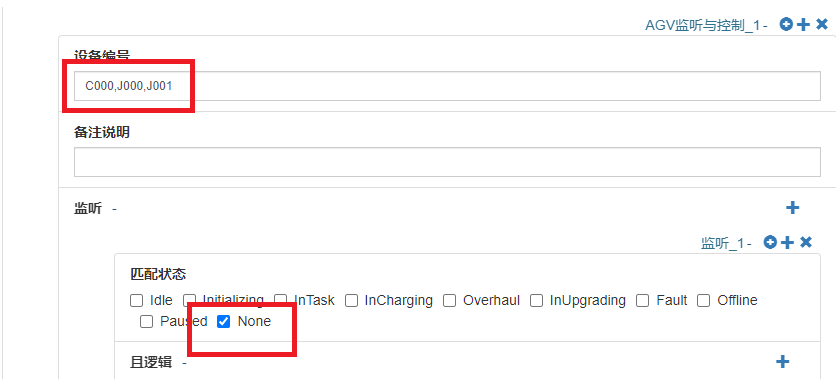 AGV监听与控制_1 -
设备编号
C000,J000,J001
备注说明
监听 -
监听_1 -
匹配状态
Idle Initializing InTask InCharging Overhaul InUpgrading Fault Offline
Paused None
且逻辑 -